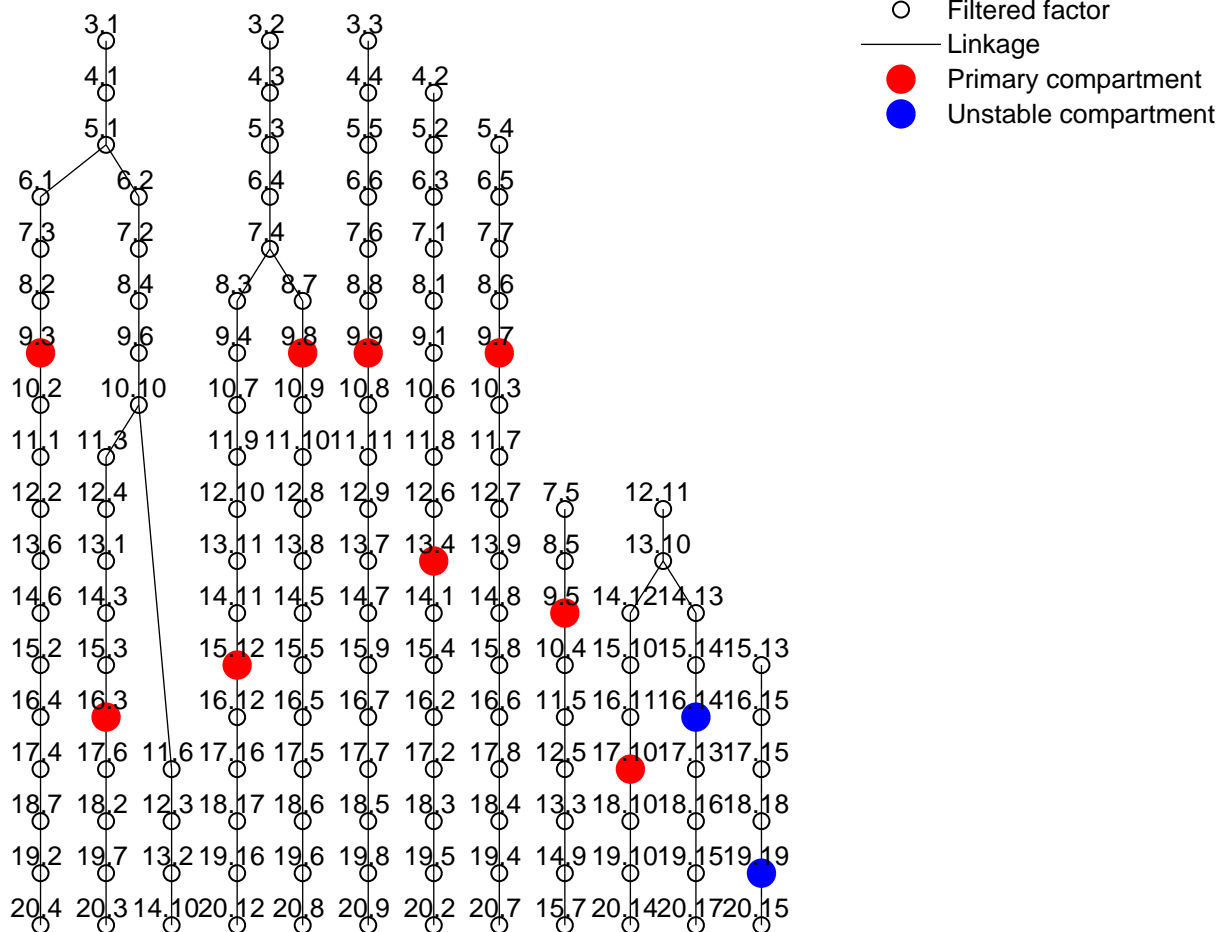 Filtered factor
3.1 3.2 3.3
Linkage
4.1 4.3 4.4 4.2
Primary compartment
Unstable compartment
5.1 5.3 5.5 5.2 5.4
6.1 6.2 6.4 6.6 6.3 6.5
7.3 7.2 7.4 7.6 7.1 7.7
8.2 8.4 8.3 8.7 8.8 8.1 8.6
9.3 9.6 9.4 9.8 9.9 9.1 9.7
10.2 10.10 10.7 10.9 10.8 10.6 10.3
11.1 11.3 11.9 11.10 11.11 11.8 11.7
12.2 12.4 12.10 12.8 12.9 12.6 12.7 7.5 12.11
13.6 13.1 13.11 13.8 13.7 13.4 13.9 8.5 13.10
14.6 14.3 14.11 14.5 14.7 14.1 14.8 9.5 14.12 14.13
15.2 15.3 15.12 15.5 15.9 15.4 15.8 10.4 15.10 15.14 15.13
16.4 16.3 16.12 16.5 16.7 16.2 16.6 11.5 16.11 16.14 16.15
17.4 17.6 11.6 17.16 17.5 17.7 17.2 17.8 12.5 17.10 17.13 17.15
18.7 18.2 12.3 18.17 18.6 18.5 18.3 18.4 13.3 18.10 18.16 18.18
19.2 19.7 13.2 19.16 19.6 19.8 19.5 19.4 14.9 19.10 19.15 19.19
20.4 20.3 14.10 20.12 20.8 20.9 20.2 20.7 15.7 20.14 20.17 20.15